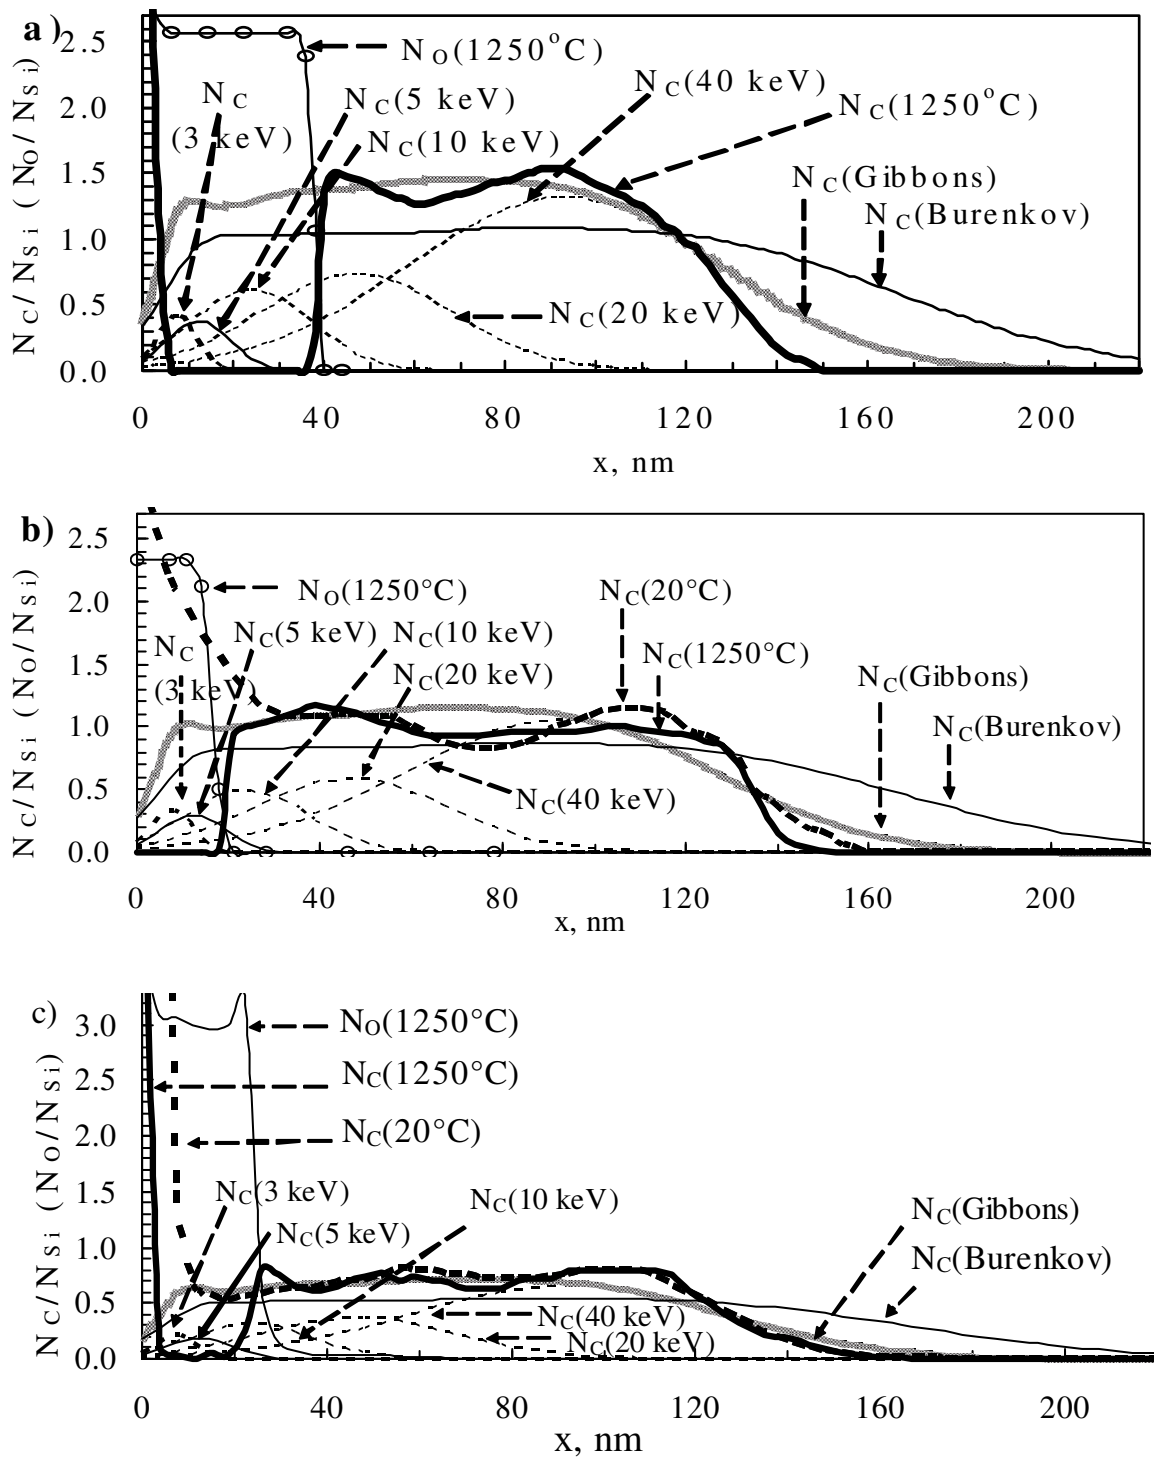 a)
N_C/N_Si (N_O/N_Si)
2.5
2.0
1.5
1.0
0.5
0.0
N_O(1250°C)
N_C
(3 keV)
N_C(5 keV)
N_C(10 keV)
N_C(40 keV)
N_C(1250°C)
N_C(Gibbons)
N_C(Burenkov)
N_C(20 keV)
0 40 80 120 160 200
x, nm
b)
N_C/N_Si (N_O/N_Si)
2.5
2.0
1.5
1.0
0.5
0.0
N_O(1250°C)
N_C(20°C)
N_C
(3 keV)
N_C(5 keV)
N_C(10 keV)
N_C(20 keV)
N_C(1250°C)
N_C(Gibbons)
N_C(Burenkov)
N_C(40 keV)
0 40 80 120 160 200
x, nm
c)
N_C/N_Si (N_O/N_Si)
3.0
2.5
2.0
1.5
1.0
0.5
0.0
N_O(1250°C)
N_C(1250°C)
N_C(20°C)
N_C(3 keV)
N_C(5 keV)
N_C(10 keV)
N_C(Gibbons)
N_C(Burenkov)
N_C(40 keV)
N_C(20 keV)
0 40 80 120 160 200
x, nm